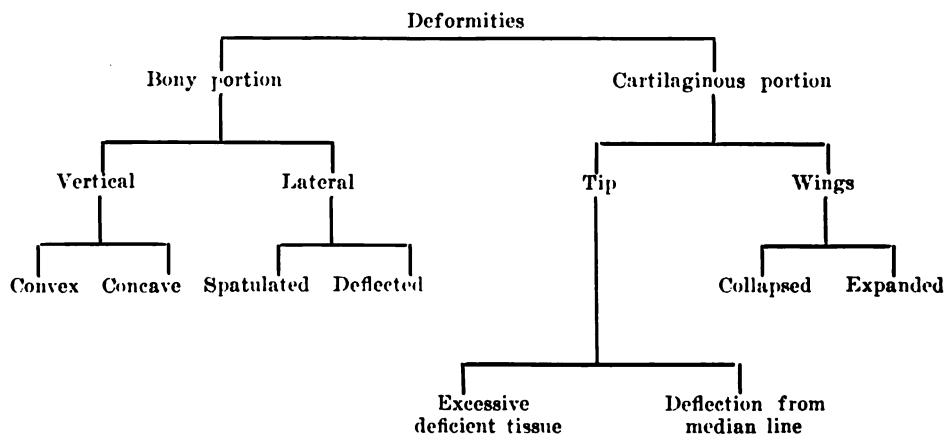 Deformities
Bony portion
Cartilaginous portion
Vertical
Lateral
Tip
Wings
Convex
Concave
Spatulated
Deflected
Collapsed
Expanded
Excessive
deficient tissue
Deflection from
median line